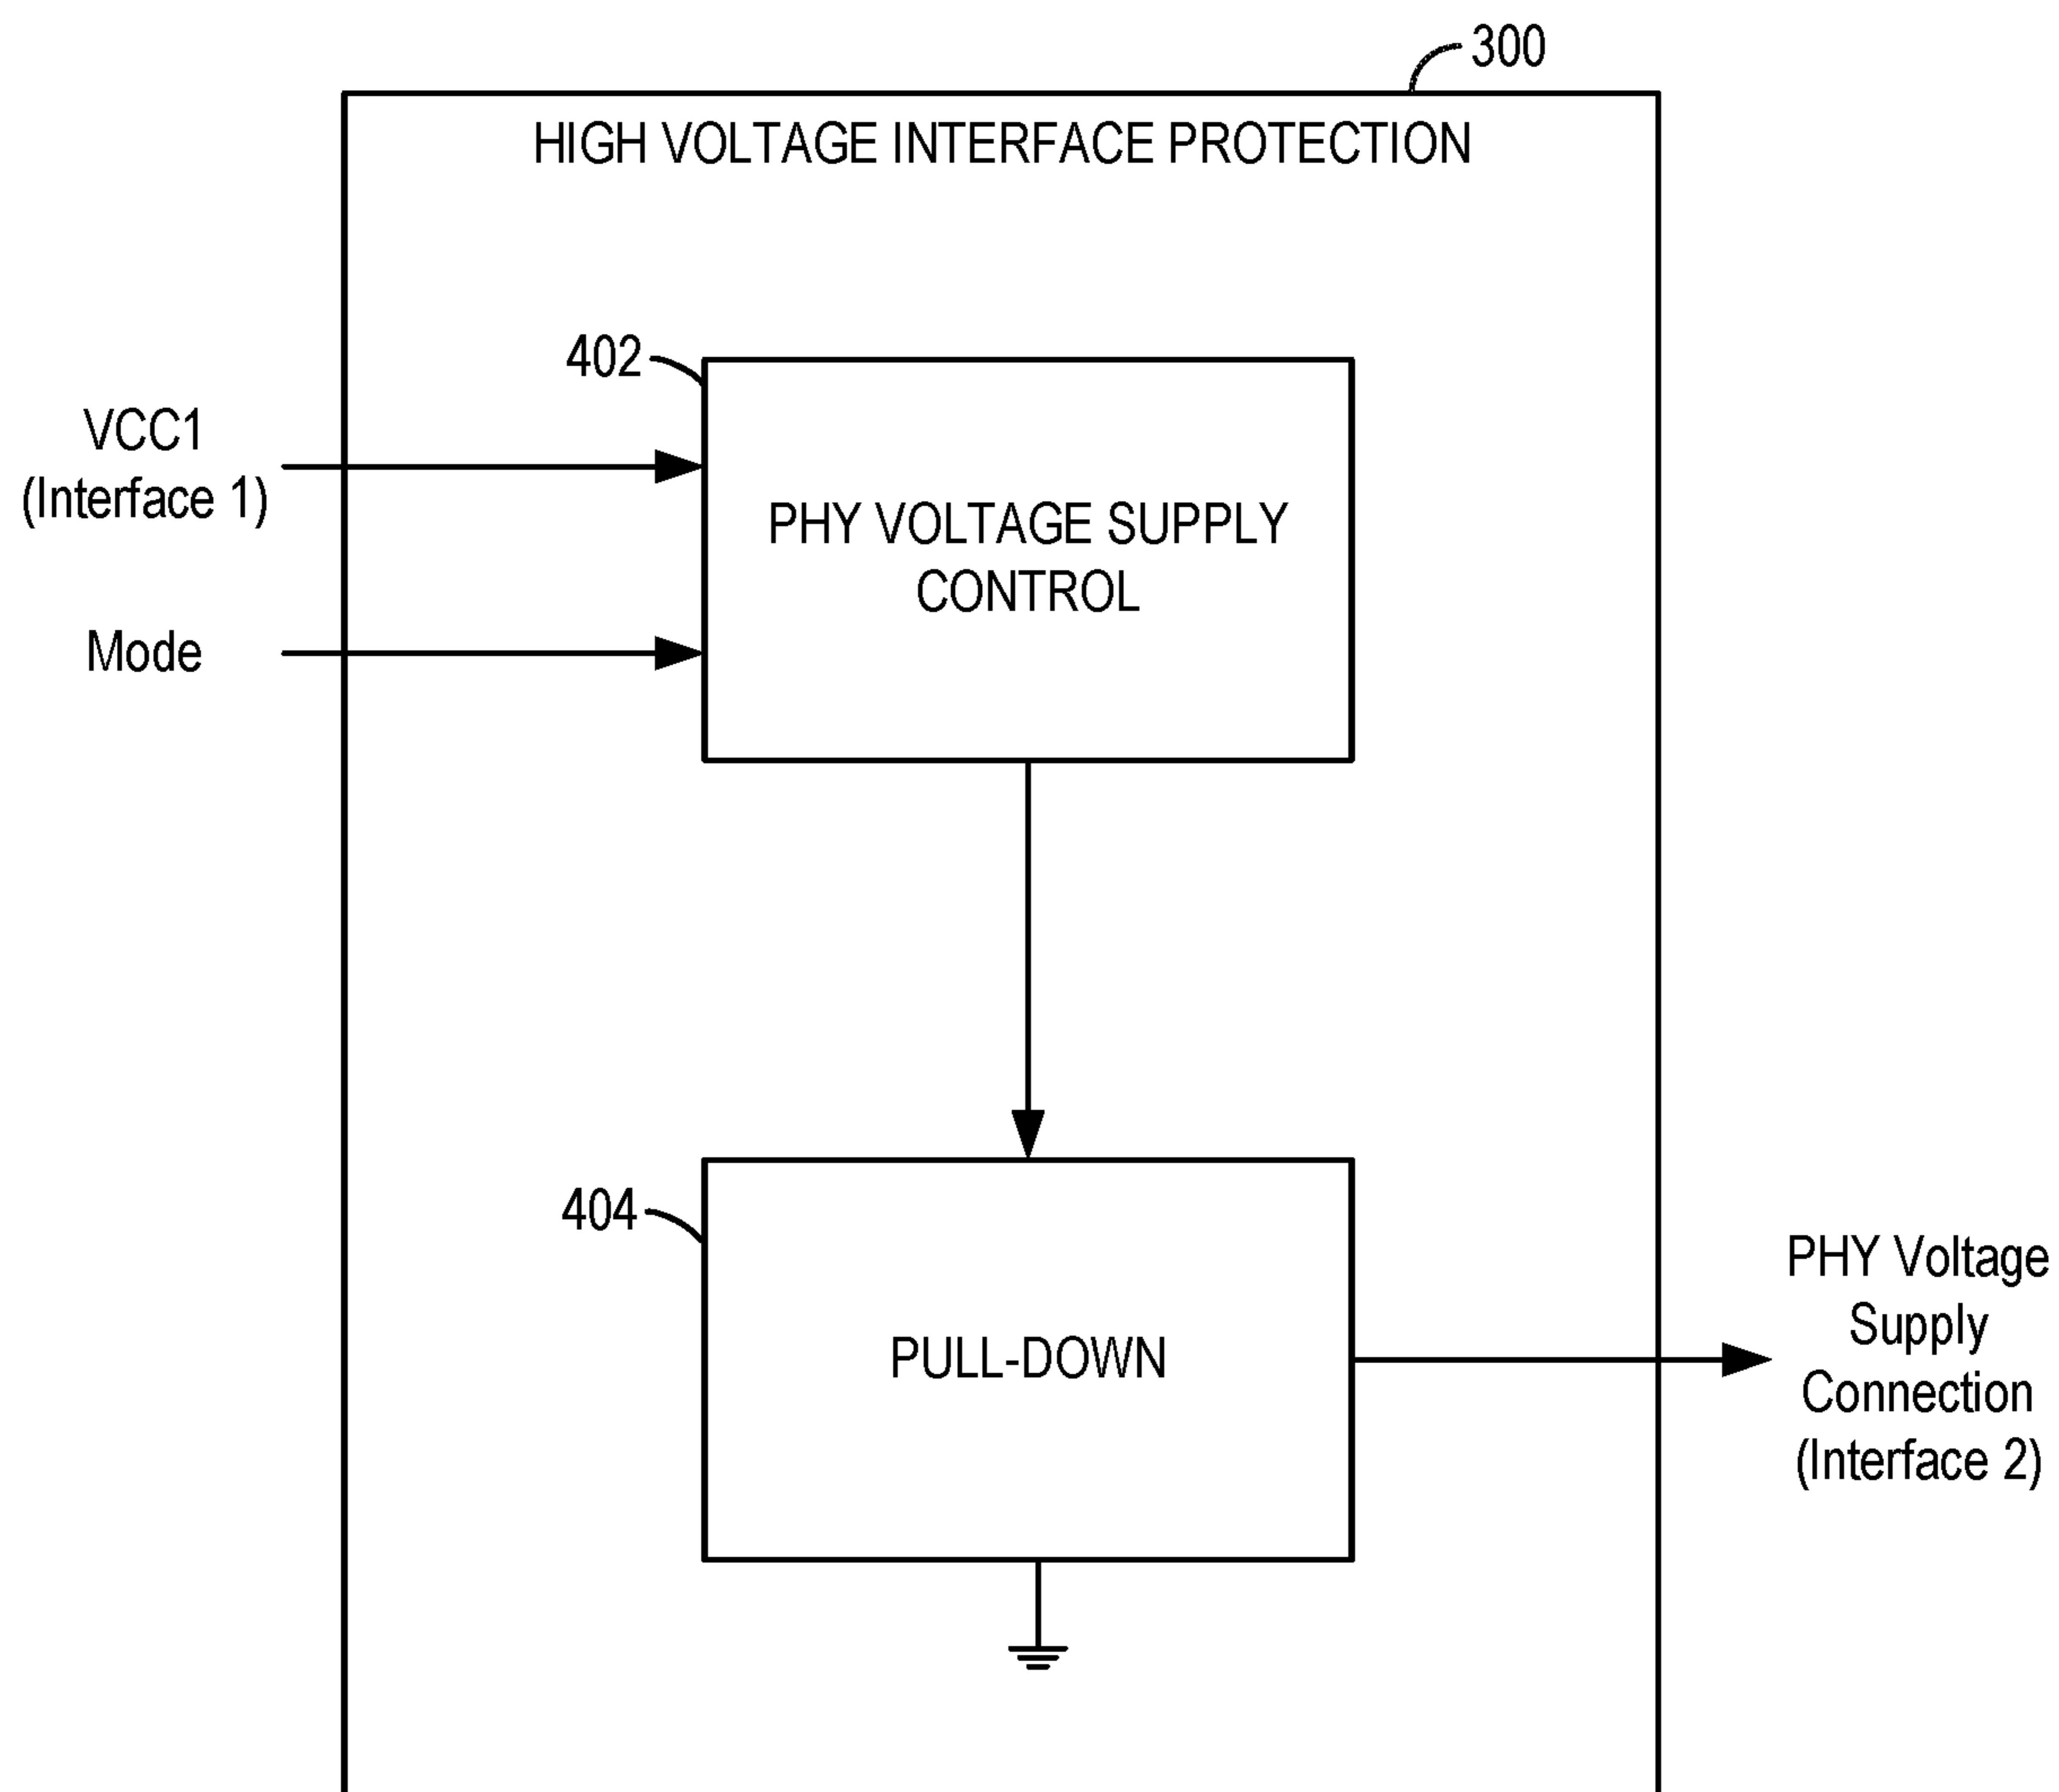 300
HIGH VOLTAGE INTERFACE PROTECTION
402
VCC1
(Interface 1)
PHY VOLTAGE SUPPLY
CONTROL
Mode
404
PULL-DOWN
PHY Voltage
Supply
Connection
(Interface 2)